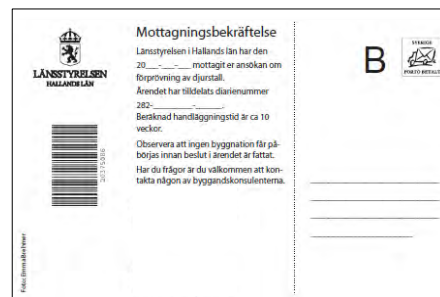 Mottagningsbekräftelse
Länsstyrelsen i Hallands län har den
20___-___-___ mottagit er ansökan om
förprövning av djurstall.
Ärendet har tilldelats diarienummer
282-_________-______.
Beräknad handläggningstid är ca 10
veckor.
Observera att ingen byggnation får på-
börjas innan beslut i ärendet är fattat.
Har du frågor är du välkommen att kon-
takta någon av byggandskonsulenterna.
LÄNSSTYRELSEN
HALLANDS LÄN
20375006
B
SVERIGE
PORTO BETALT